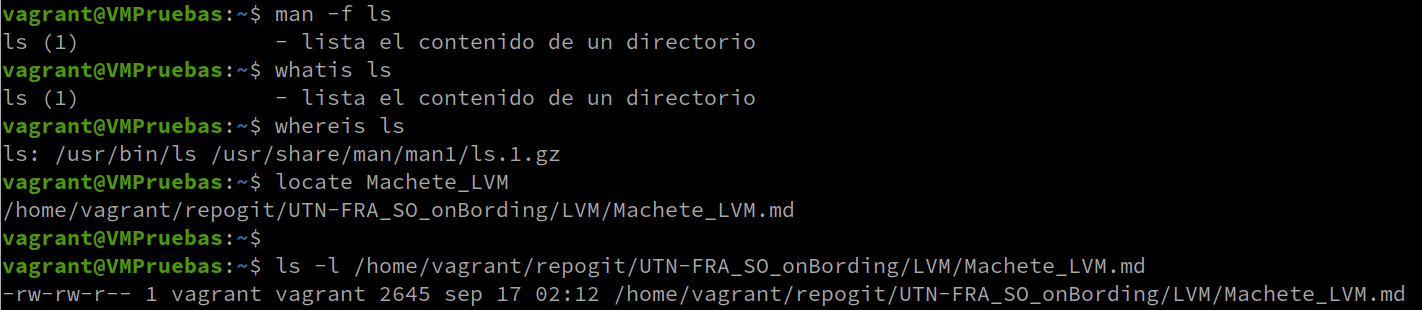 vagrant@VMPruebas:~$ man -f ls
ls (1)               - lista el contenido de un directorio
vagrant@VMPruebas:~$ whatis ls
ls (1)               - lista el contenido de un directorio
vagrant@VMPruebas:~$ whereis ls
ls: /usr/bin/ls /usr/share/man/man1/ls.1.gz
vagrant@VMPruebas:~$ locate Machete_LVM
/home/vagrant/repogit/UTN-FRA_SO_onBording/LVM/Machete_LVM.md
vagrant@VMPruebas:~$
vagrant@VMPruebas:~$ ls -l /home/vagrant/repogit/UTN-FRA_SO_onBording/LVM/Machete_LVM.md
-rw-rw-r-- 1 vagrant vagrant 2645 sep 17 02:12 /home/vagrant/repogit/UTN-FRA_SO_onBording/LVM/Machete_LVM.md